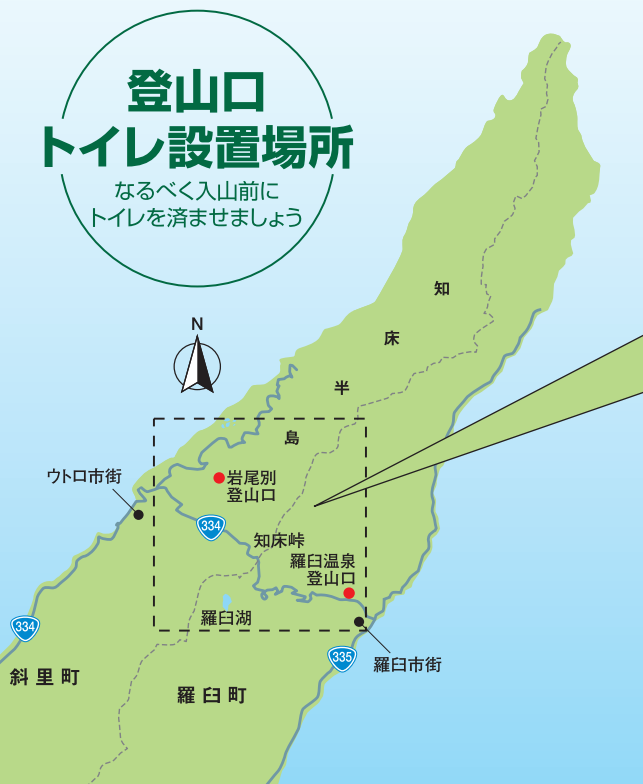 登山口
トイレ設置場所
なるべく入山前に
トイレを済ませましょう
N
知床半島
ウトロ市街
岩尾別
登山口
334
知床峠
羅臼温泉
登山口
羅臼湖
334
335
羅臼市街
斜里町
羅臼町